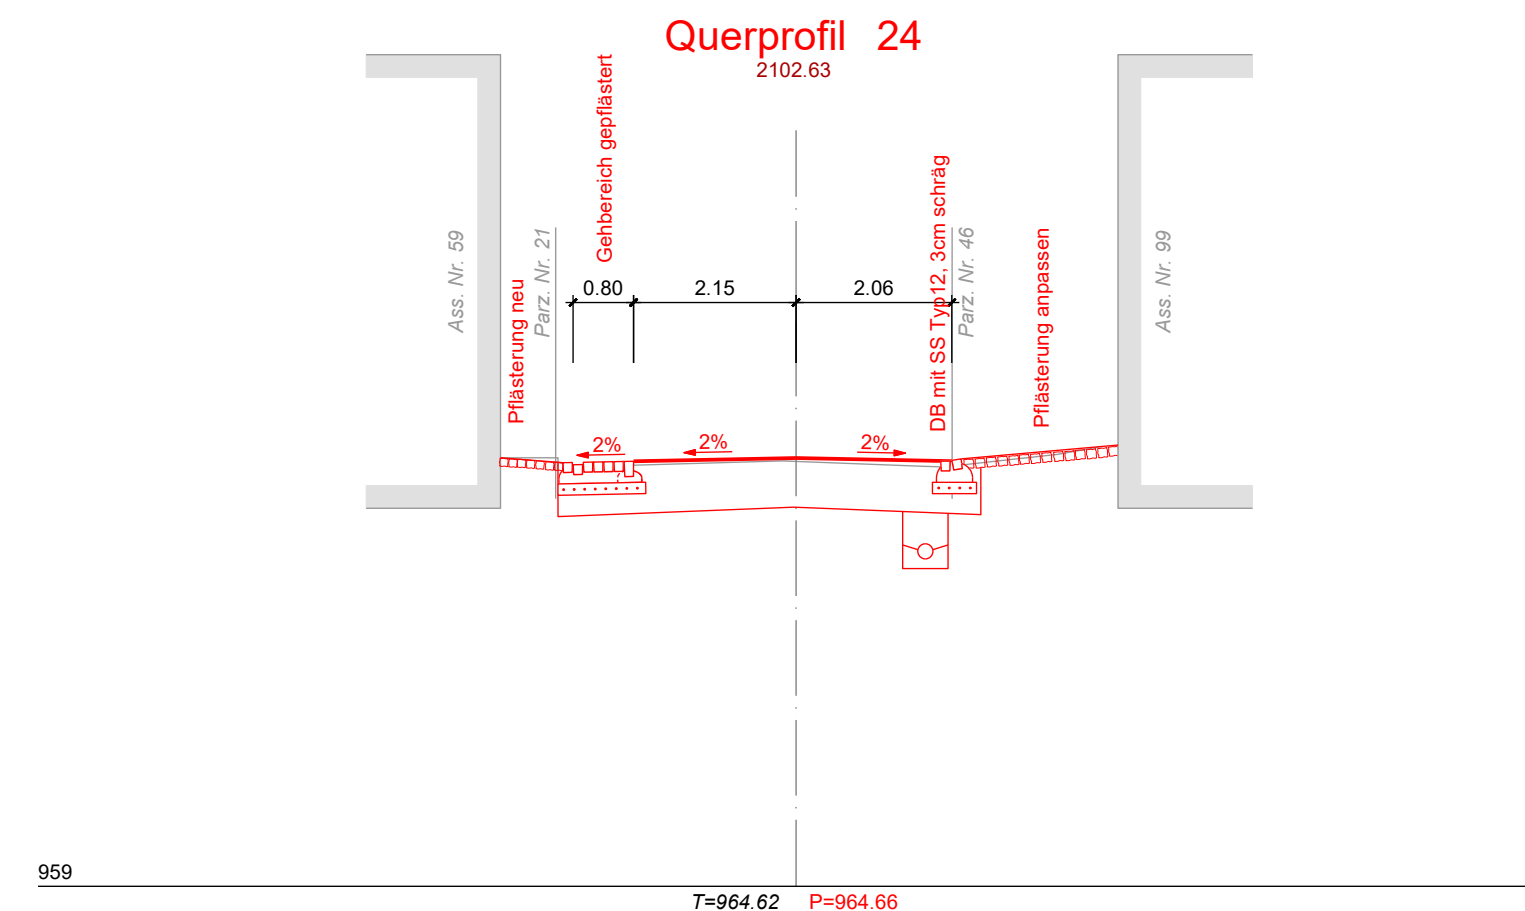 Querprofil 24
2102.63
Gehbereich gepflästert
DB mit SS Typ12, 3cm schräg
Ass. Nr. 59
Pflästerung neu
Parz. Nr. 21
Parz. Nr. 46
Pflästerung anpassen
Ass. Nr. 99
0.80
2.15
2.06
2%
2%
2%
959
T=964.62 P=964.66